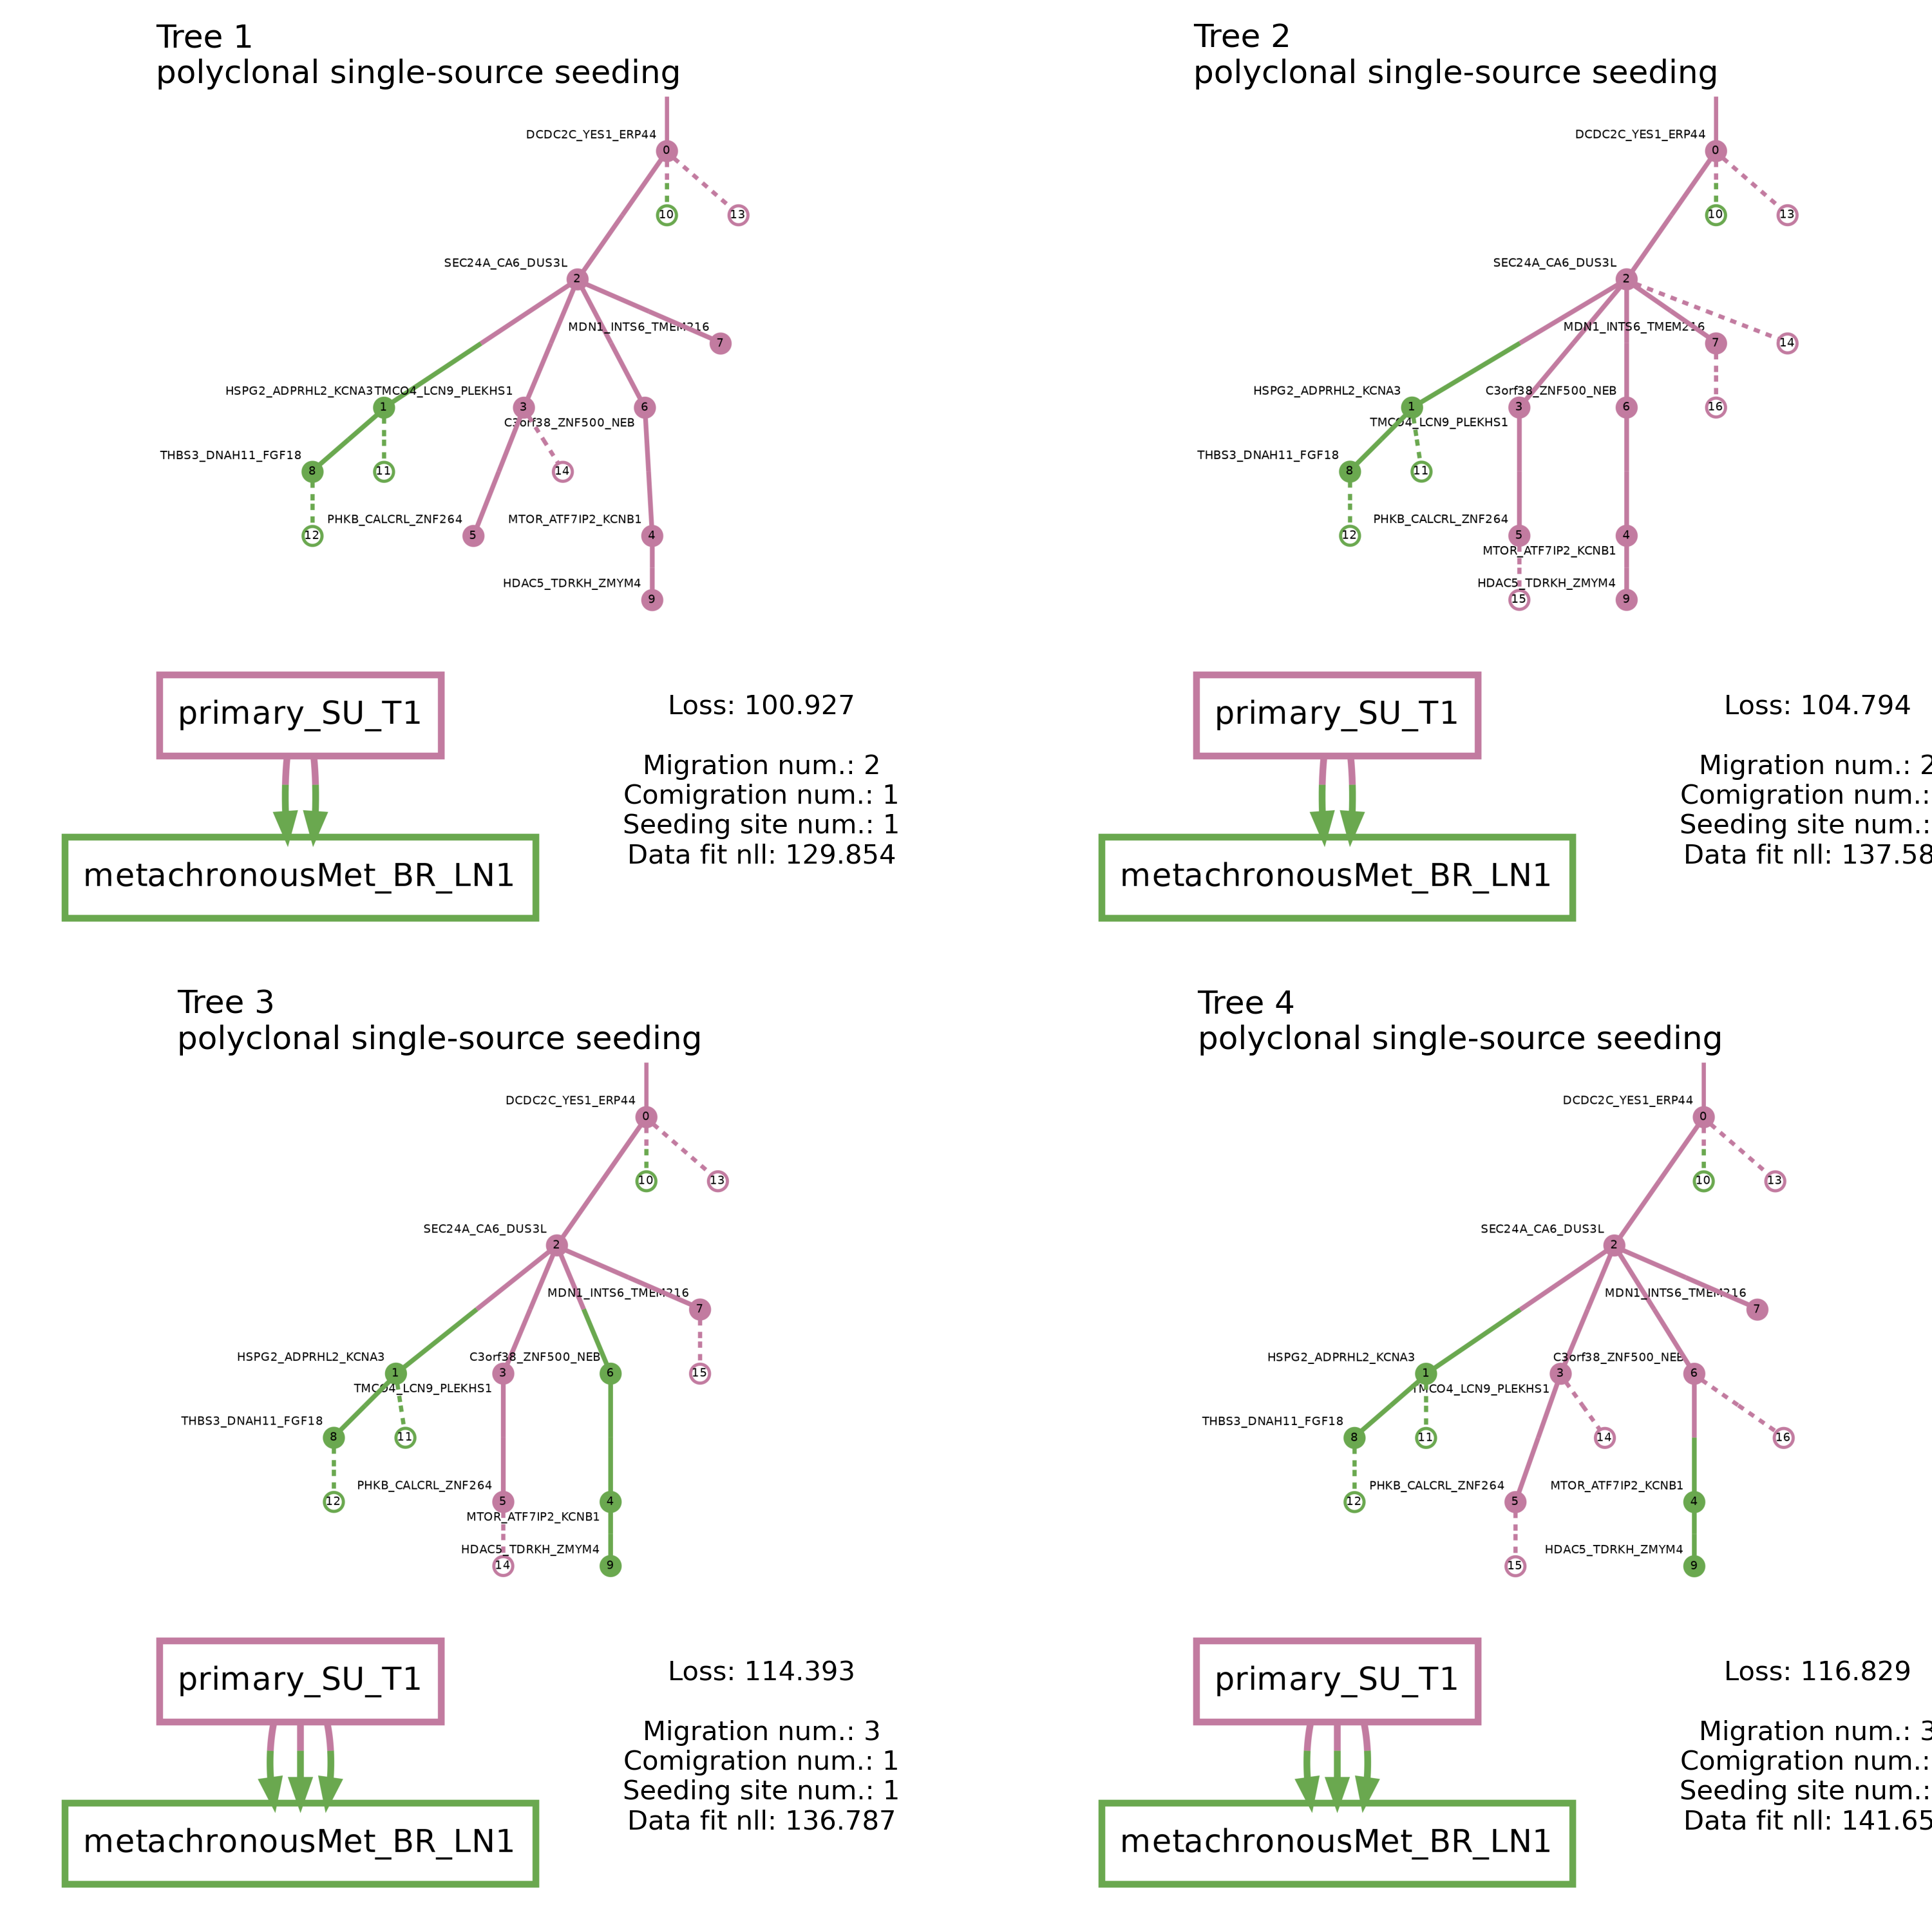 Tree 1
polyclonal single-source seeding
DCDC2C_YES1_ERP44
0
10
13
SEC24A_CA6_DUS3L
2
MDN1_INTS6_TMEM216
7
HSPG2_ADPRHL2_KCNA3
1
TMCO4_LCN9_PLEKHS1
3
C3orf38_ZNF500_NEB
6
THBS3_DNAH11_FGF18
8
11
14
12
PHKB_CALCRL_ZNF264
5
MTOR_ATF7IP2_KCNB1
4
HDAC5_TDRKH_ZMYM4
9
primary_SU_T1
metachronousMet_BR_LN1
Loss: 100.927
Migration num.: 2
Comigration num.: 1
Seeding site num.: 1
Data fit nll: 129.854
Tree 2
polyclonal single-source seeding
DCDC2C_YES1_ERP44
0
10
13
SEC24A_CA6_DUS3L
2
MDN1_INTS6_TMEM216
7
14
HSPG2_ADPRHL2_KCNA3
1
C3orf38_ZNF500_NEB
3
6
16
TMCO4_LCN9_PLEKHS1
THBS3_DNAH11_FGF18
8
11
12
PHKB_CALCRL_ZNF264
5
4
MTOR_ATF7IP2_KCNB1
HDAC5_TDRKH_ZMYM4
15
9
primary_SU_T1
metachronousMet_BR_LN1
Loss: 104.794
Migration num.: 2
Comigration num.:
Seeding site num.:
Data fit nll: 137.58
Tree 3
polyclonal single-source seeding
DCDC2C_YES1_ERP44
0
10
13
SEC24A_CA6_DUS3L
2
MDN1_INTS6_TMEM216
7
HSPG2_ADPRHL2_KCNA3
1
C3orf38_ZNF500_NEB
3
6
15
TMCO4_LCN9_PLEKHS1
THBS3_DNAH11_FGF18
8
11
12
PHKB_CALCRL_ZNF264
5
4
MTOR_ATF7IP2_KCNB1
HDAC5_TDRKH_ZMYM4
14
9
primary_SU_T1
metachronousMet_BR_LN1
Loss: 114.393
Migration num.: 3
Comigration num.: 1
Seeding site num.: 1
Data fit nll: 136.787
Tree 4
polyclonal single-source seeding
DCDC2C_YES1_ERP44
0
10
13
SEC24A_CA6_DUS3L
2
MDN1_INTS6_TMEM216
7
HSPG2_ADPRHL2_KCNA3
1
C3orf38_ZNF500_NEB
3
6
TMCO4_LCN9_PLEKHS1
THBS3_DNAH11_FGF18
8
11
14
16
12
PHKB_CALCRL_ZNF264
5
MTOR_ATF7IP2_KCNB1
4
HDAC5_TDRKH_ZMYM4
15
9
primary_SU_T1
metachronousMet_BR_LN1
Loss: 116.829
Migration num.: 3
Comigration num.:
Seeding site num.:
Data fit nll: 141.65